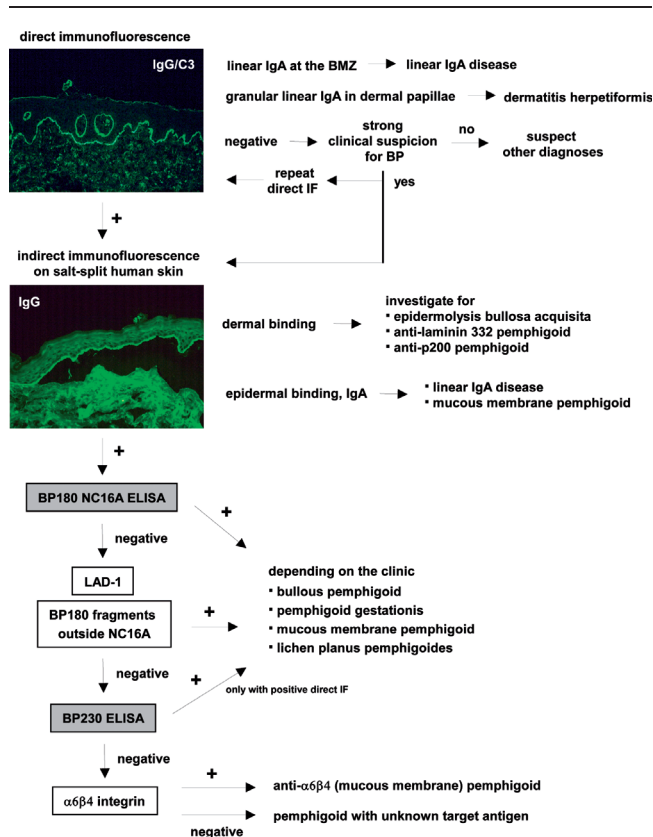 direct immunofluorescence
IgG/C3
linear IgA at the BMZ
linear IgA disease
granular linear IgA in dermal papillae
dermatitis herpetiformis
negative
strong
clinical suspicion
for BP
no
suspect
other diagnoses
repeat
direct IF
yes
+
indirect immunofluorescence
on salt-split human skin
IgG
dermal binding
investigate for
▪ epidermolysis bullosa acquisita
▪ anti-laminin 332 pemphigoid
▪ anti-p200 pemphigoid
epidermal binding, IgA
▪ linear IgA disease
▪ mucous membrane pemphigoid
+
BP180 NC16A ELISA
+
negative
LAD-1
BP180 fragments
outside NC16A
+
depending on the clinic
▪ bullous pemphigoid
▪ pemphigoid gestationis
▪ mucous membrane pemphigoid
▪ lichen planus pemphigoides
negative
+
only with positive direct IF
BP230 ELISA
negative
α6β4 integrin
+
anti-α6β4 (mucous membrane) pemphigoid
negative
pemphigoid with unknown target antigen